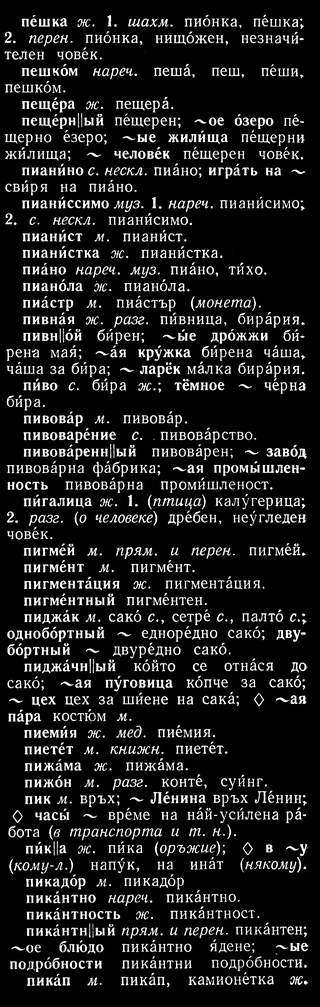 пе́шка ж. 1. шахм. пио́нка, пе́шка;
2. перен. пио́нка, нищо́жен, незначи́-
телен чове́к.
пешко́м нареч. пеша́, пеш, пе́ши,
пешко́м.
пеще́ра ж. пещера́.
пеще́рн||ый пе́щерен; ~ое о́зеро пе́-
щерно е́зеро; ~ые жили́ща пе́щерни
жи́лища; ~ челове́к пе́щерен чове́к.
пиани́но с. нескл. пиа́но; игра́ть на ~
сви́ря на пиа́но.
пиани́ссимо муз. 1. нареч. пиани́симо;
2. с. нескл. пиани́симо.
пиани́ст м. пиани́ст.
пиани́стка ж. пиани́стка.
пиа́но нареч. муз. пиа́но, ти́хо.
пиано́ла ж. пиано́ла.
пиа́стр м. пиа́стър (монета).
пивна́я ж. разг. пи́вница, бира́рия.
пивн||о́й би́рен; ~ы́е дро́жжи би́-
рена мая́; ~а́я кру́жка би́рена ча́ша,
ча́ша за би́ра; ~ ларёк ма́лка бира́рия.
пи́во с. би́ра ж.; тёмное ~ че́рна
би́ра.
пивова́р м. пивова́р.
пивоваре́ние с. пивова́рство.
пивова́ренн||ый пивова́рен; ~ заво́д
пивова́рна фа́брика; ~ая промы́шлен-
ность пивова́рна проми́шленост.
пи́галица ж. 1. (птица) калу́герица;
2. разг. (о человеке) дре́бен, неу́гледен
чове́к.
пигме́й м. прям. и перен. пигме́й.
пигме́нт м. пигме́нт.
пигмента́ция ж. пигмента́ция.
пигме́нтный пигме́нтен.
пиджа́к м. сако́ с., сетре́ с., палто́ с.;
однобо́ртный ~ едноре́дно сако́; дву-
бо́ртный ~ двуре́дно сако́.
пиджа́чн||ый ко́йто се отна́ся до
сако́; ~ая пу́говица ко́пче за сако́;
~ цех цех за ши́ене на сака́; ◊ ~ая
па́ра костю́м м.
пиеми́я ж. мед. пие́мия.
пиете́т м. книжн. пиете́т.
пижа́ма ж. пижа́ма.
пижо́н м. разг. конте́, суи́нг.
пик м. връх; ~ Ле́нина връх Ле́нин;
◊ часы́ ~ вре́ме на на́й-уси́лена ра́-
бота (в транспорта и т. н.).
пи́к||а ж. пи́ка (оръжие); ◊ в ~у
(кому-л.) напу́к, на ина́т (някому).
пикадо́р м. пикадо́р
пика́нтно нареч. пика́нтно.
пика́нтность ж. пика́нтност.
пика́нтн||ый прям. и перен. пика́нтен;
~ое блю́до пика́нтно я́дене; ~ые
подро́бности пика́нтни подро́бности.
пика́п м. пика́п, камионе́тка ж.